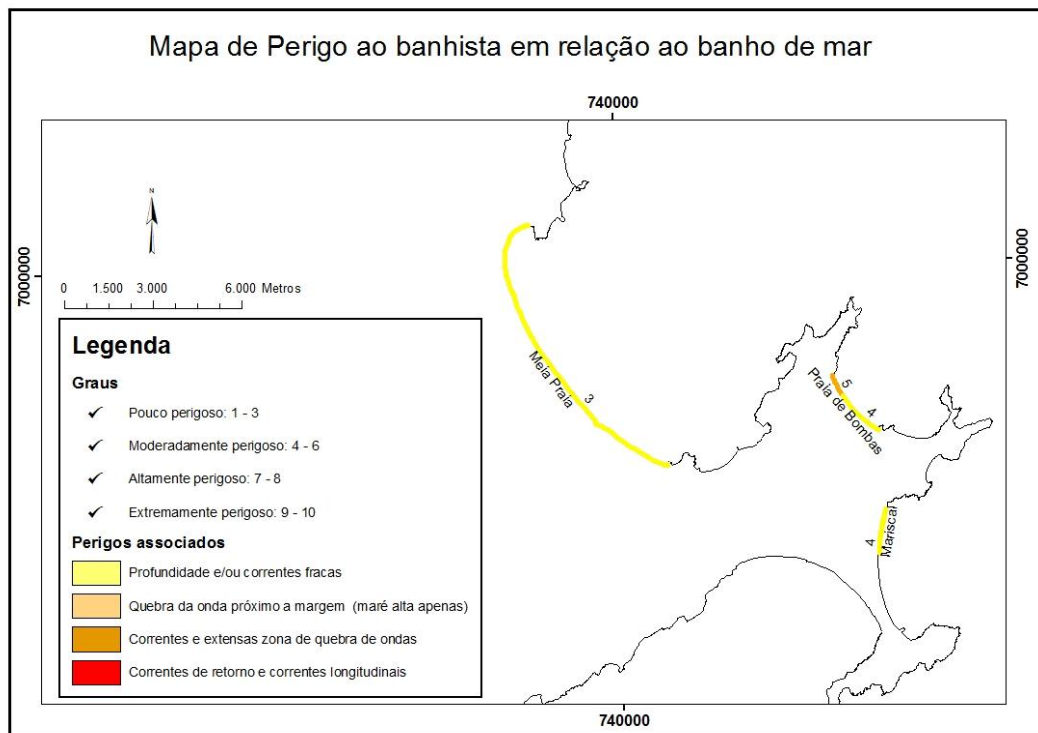 Mapa de Perigo ao banhista em relação ao banho de mar
740000
N
7000000
7000000
0 1.500 3.000 6.000 Metros
Meia Praia
3
5
4
Praia de Bombas
Mariscal
4
Legenda
Graus
Pouco perigoso: 1 - 3
Moderadamente perigoso: 4 - 6
Altamente perigoso: 7 - 8
Extremamente perigoso: 9 - 10
Perigos associados
Profundidade e/ou correntes fracas
Quebra da onda próximo a margem (maré alta apenas)
Correntes e extensas zona de quebra de ondas
Correntes de retorno e correntes longitudinais
740000